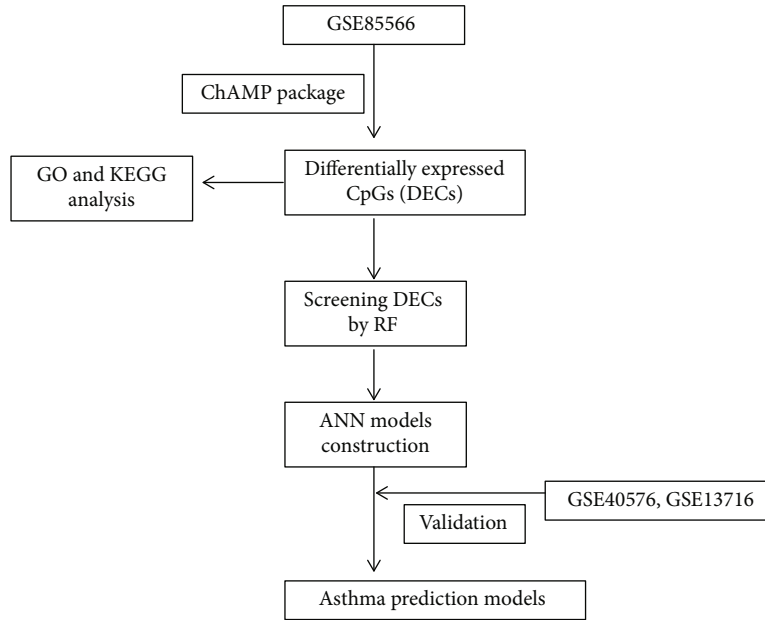 GSE85566
ChAMP package
GO and KEGG
analysis
Differentially expressed
CpGs (DECs)
Screening DECs
by RF
ANN models
construction
GSE40576, GSE13716
Validation
Asthma prediction models